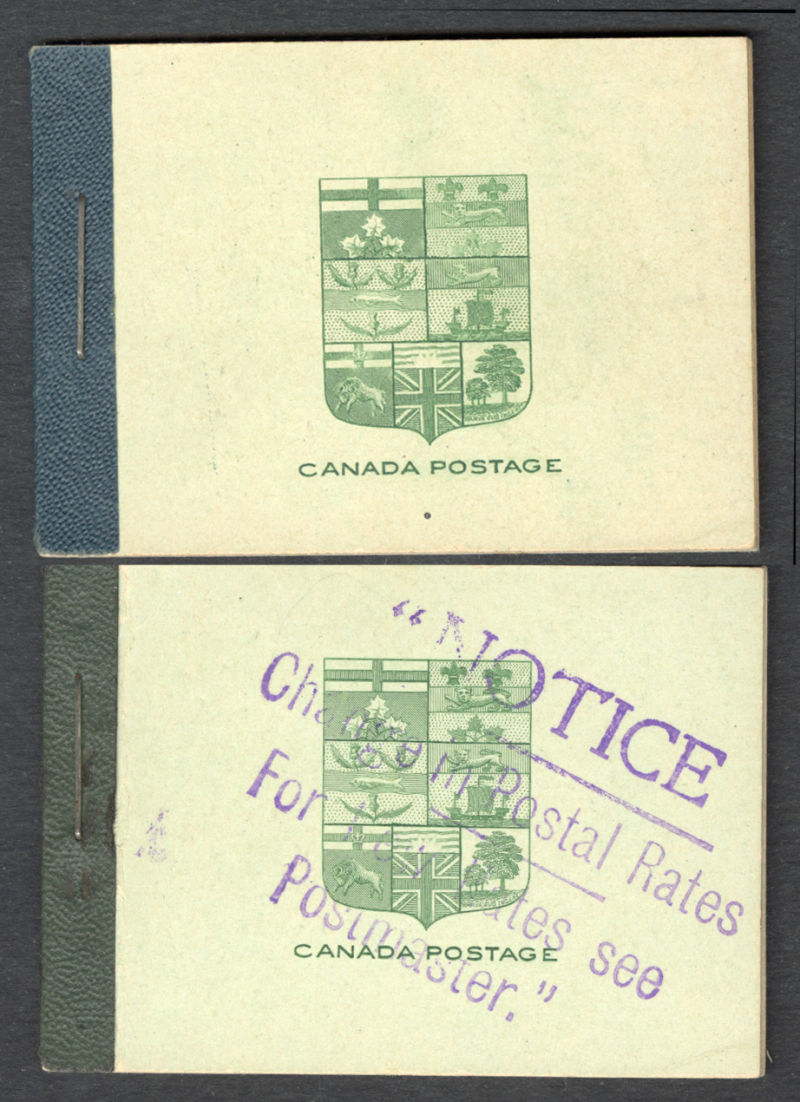 CANADA POSTAGE
"NOTICE
Change in Postal Rates
For New Rates see
Postmaster."
CANADA POSTAGE